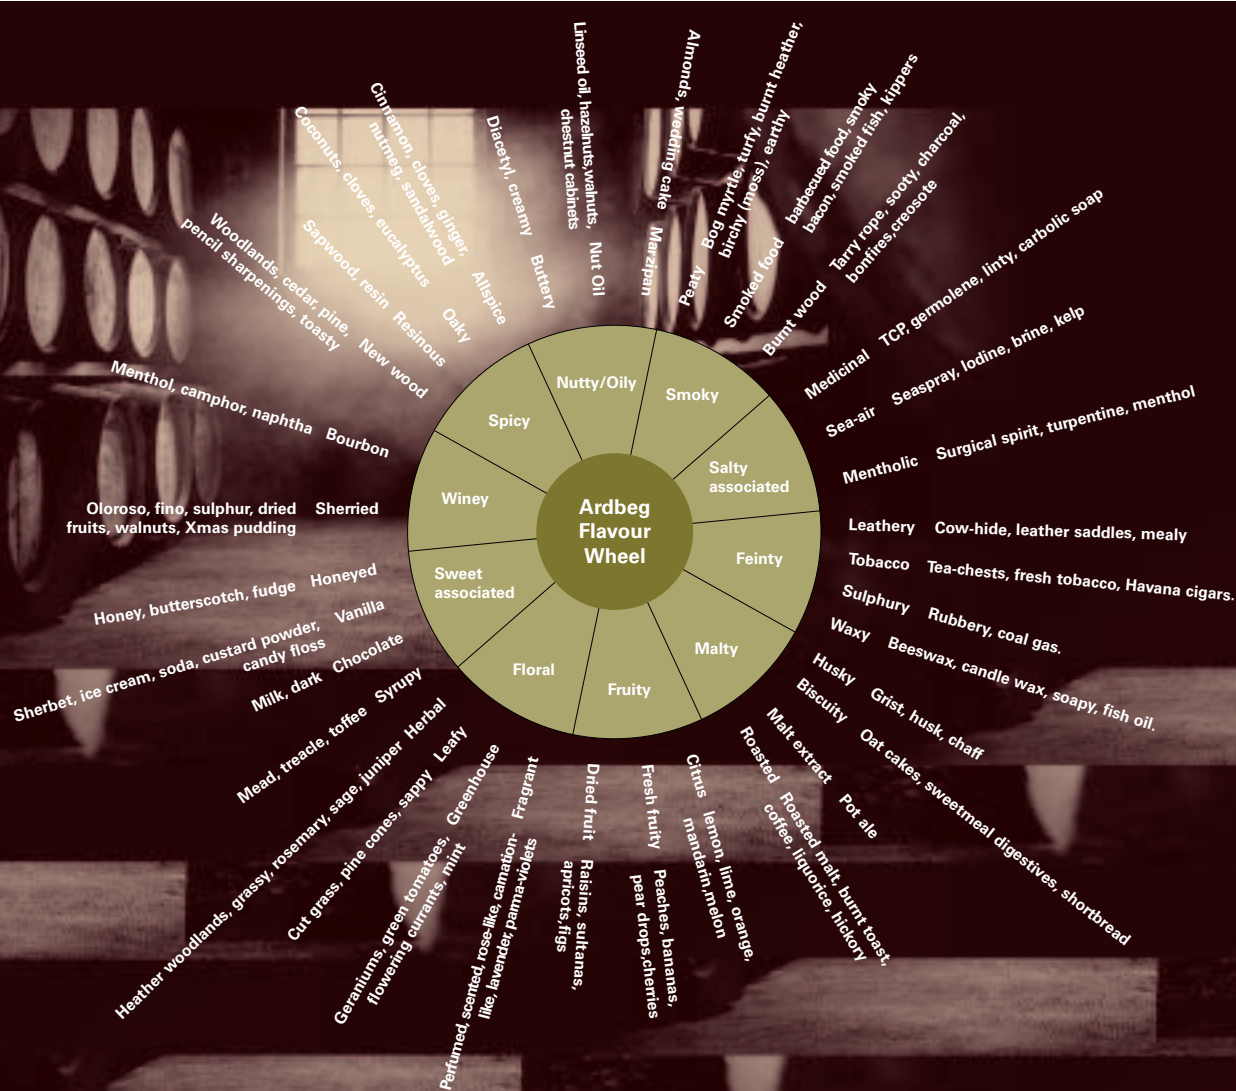 Ardbeg
Flavour
Wheel
Nutty/Oily
Smoky
Salty
associated
Feinty
Malty
Fruity
Floral
Sweet
associated
Winey
Spicy
Nut Oil
Linseed oil, hazelnuts,walnuts,
chestnut cabinets
Marzipan
Almonds, wedding cake
Peaty
Bog myrtle, turfy, burnt heather,
birchy (moss), earthy
Smoked food
barbecued food, smoky
bacon, smoked fish, kippers
Burnt wood
Tarry rope, sooty, charcoal,
bonfires,creosote
Medicinal
TCP, germolene, linty, carbolic soap
Sea-air
Seaspray, Iodine, brine, kelp
Mentholic
Surgical spirit, turpentine, menthol
Leathery
Cow-hide, leather saddles, mealy
Tobacco
Tea-chests, fresh tobacco, Havana cigars.
Sulphury
Rubbery, coal gas.
Waxy
Beeswax, candle wax, soapy, fish oil.
Husky
Grist, husk, chaff
Biscuity
Oat cakes, sweetmeal digestives, shortbread
Malt extract
Pot ale
Roasted
Roasted malt, burnt toast,
coffee, liquorice, hickory
Citrus
lemon, lime, orange,
mandarin,melon
Fresh fruity
Peaches, bananas,
pear drops,cherries
Dried fruit
Raisins, sultanas,
apricots,figs
Fragrant
Perfumed, scented, rose-like, carnation-
like, lavender, parma-violets
Greenhouse
Geraniums, green tomatoes,
flowering currants, mint
Leafy
Cut grass, pine cones, sappy
Herbal
Heather woodlands, grassy, rosemary, sage, juniper
Syrupy
Mead, treacle, toffee
Chocolate
Milk, dark
Vanilla
Sherbet, ice cream, soda, custard powder,
candy floss
Honeyed
Honey, butterscotch, fudge
Sherried
Oloroso, fino, sulphur, dried
fruits, walnuts, Xmas pudding
Bourbon
Menthol, camphor, naphtha
New wood
Woodlands, cedar, pine,
pencil sharpenings, toasty
Resinous
Sapwood, resin
Oaky
Coconuts, cloves, eucalyptus
Allspice
Cinnamon, cloves, ginger,
nutmeg, sandalwood
Buttery
Diacetyl, creamy